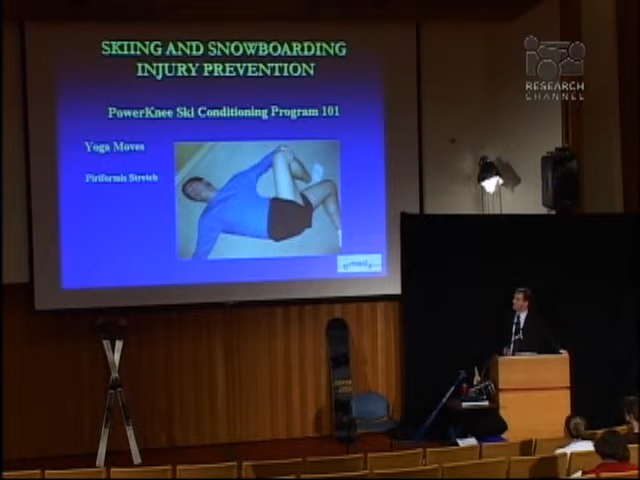 SKIING AND SNOWBOARDING
INJURY PREVENTION
PowerKnee Ski Conditioning Program 101
Yoga Moves
Piriformis Stretch
RESEARCH
CHANNEL